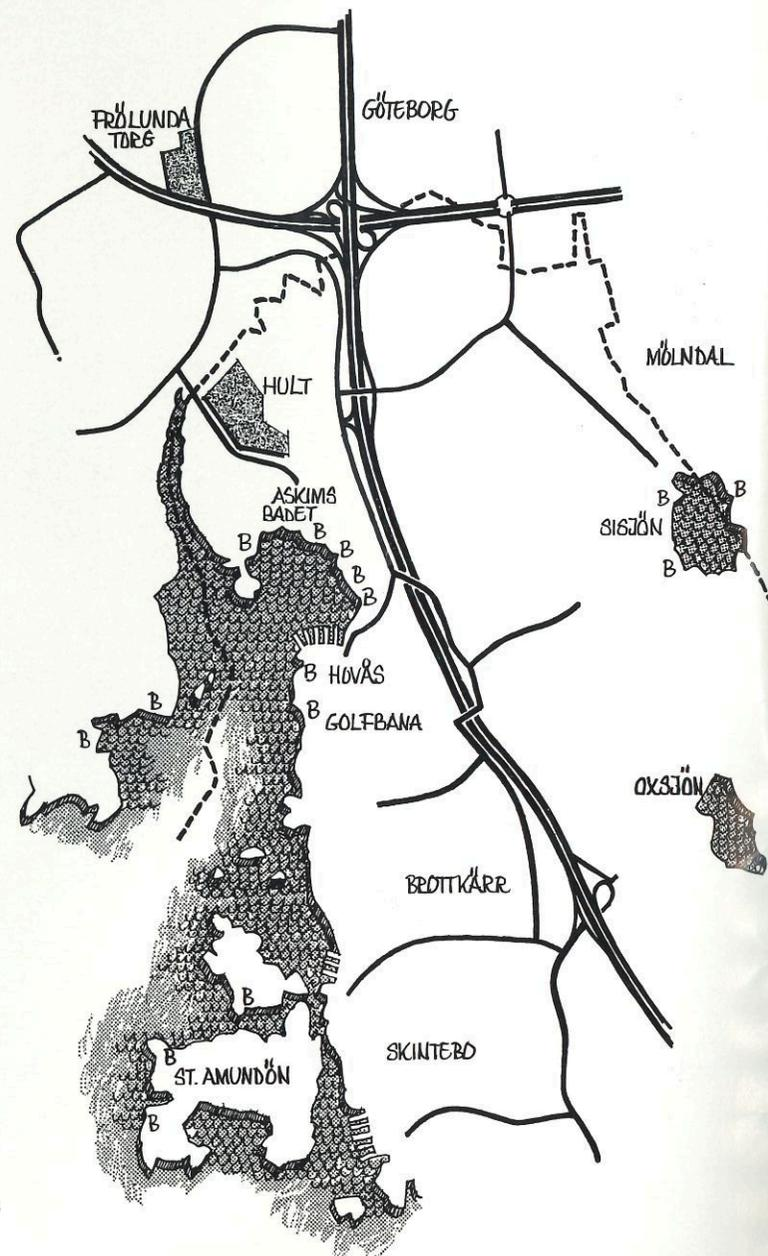 GÖTEBORG
FRÖLUNDA
TORG
MÖLNDAL
HULT
ASKIMS
BADET
B
B
SISJÖN
B
B
B
B
B
B
B
B
HOVÅS
B
B
GOLFBANA
B
OXSJÖN
BROTTKÄRR
B
SKINTEBO
B
ST. AMUNDÖN
B